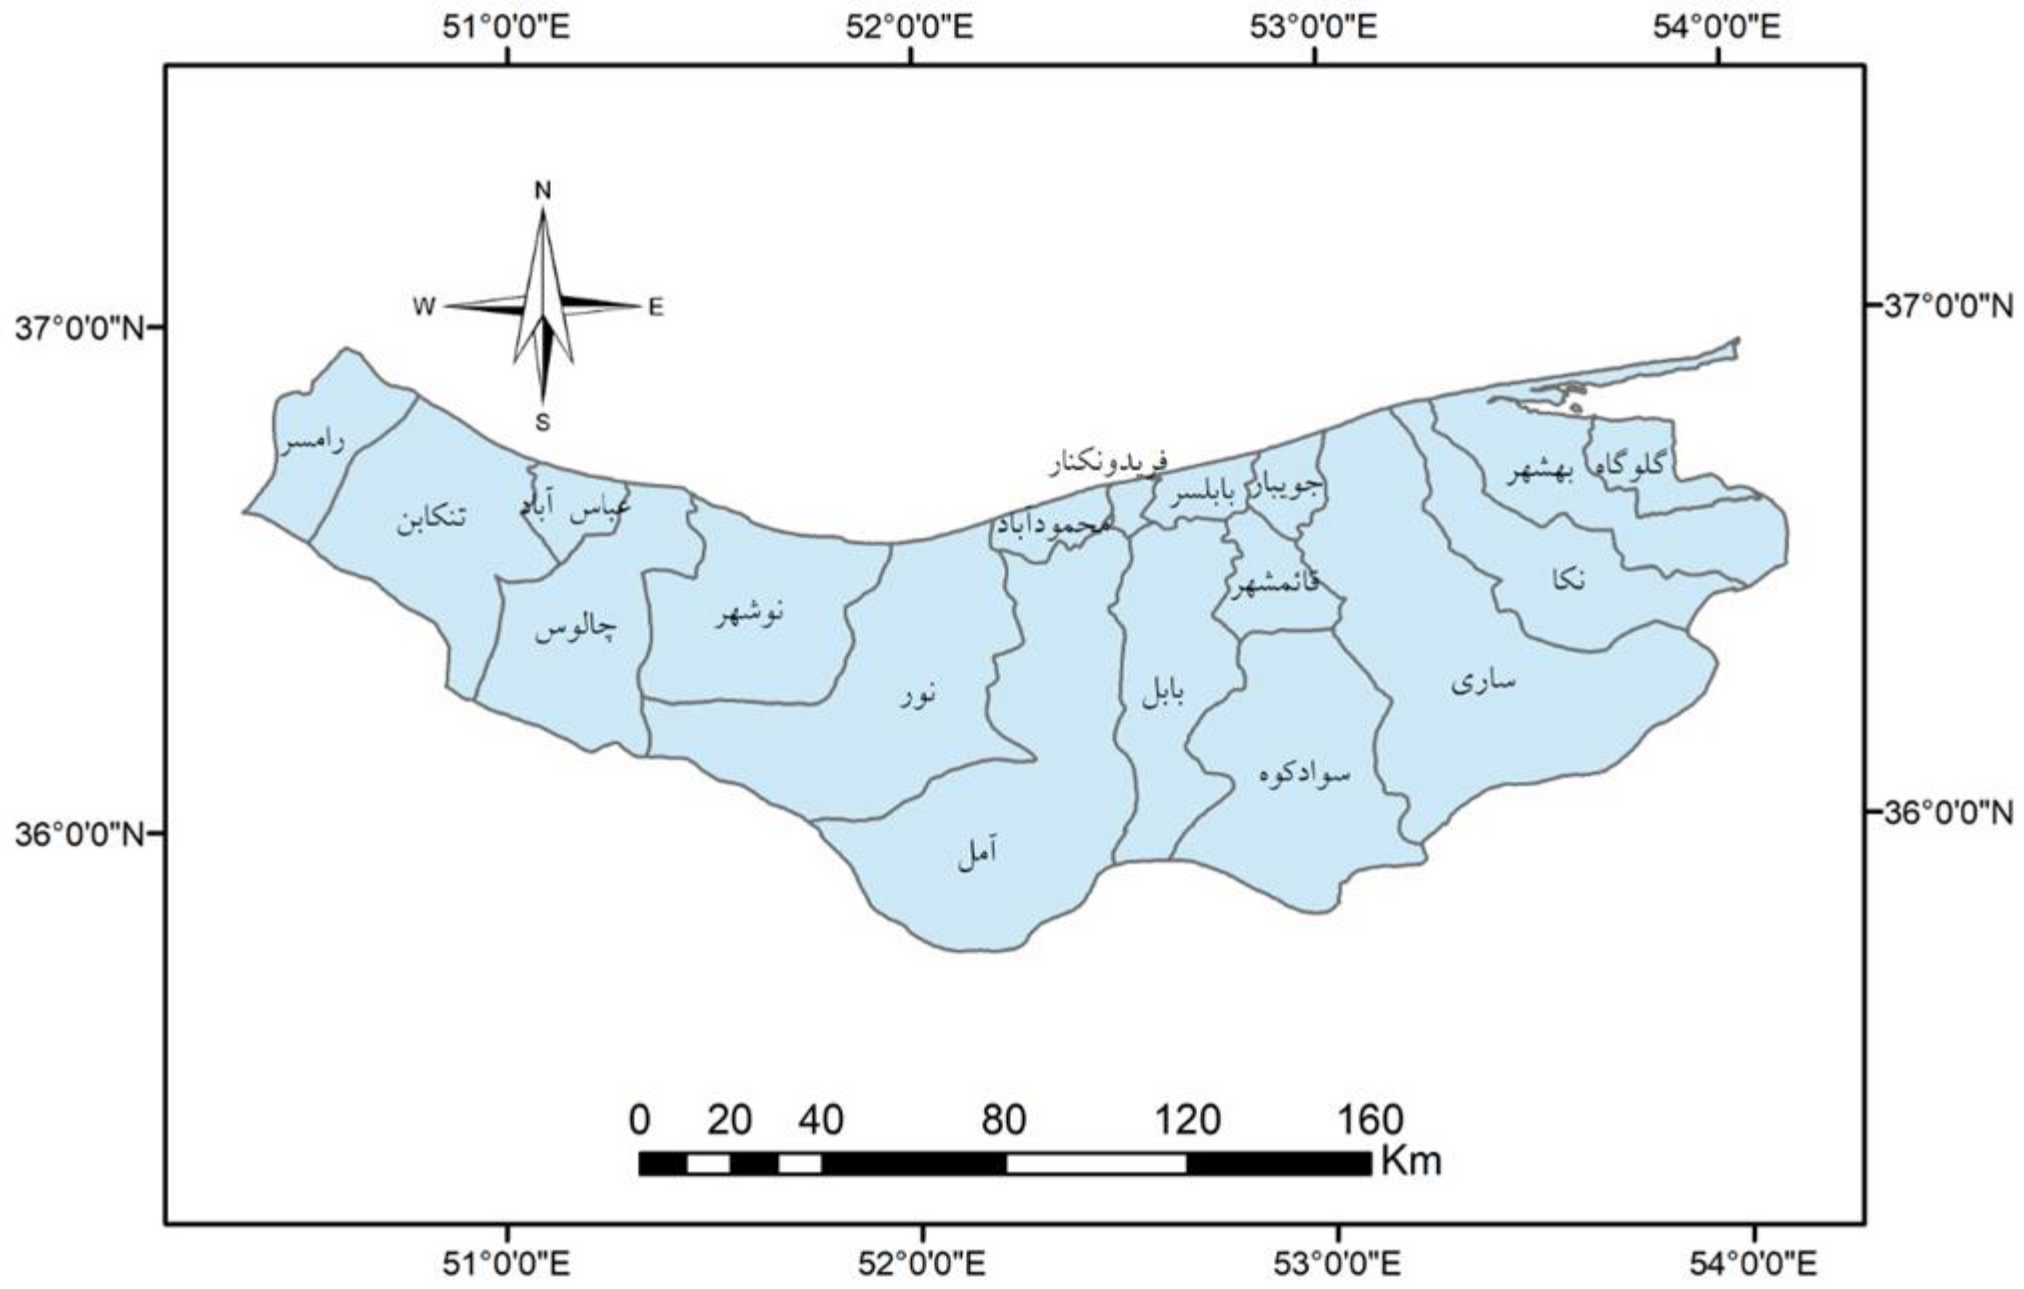 51°0'0"E 52°0'0"E 53°0'0"E 54°0'0"E
N
W E
S
37°0'0"N 37°0'0"N
رامسر
تنکابن
عباس آباد
چالوس
نوشهر
نور
آمل
محمودآباد
فریدونکنار
بابلسر
جویبار
قائمشهر
بابل
سوادکوه
ساری
نکا
بهشهر
گلوگاه
36°0'0"N 36°0'0"N
0 20 40 80 120 160
Km
51°0'0"E 52°0'0"E 53°0'0"E 54°0'0"E